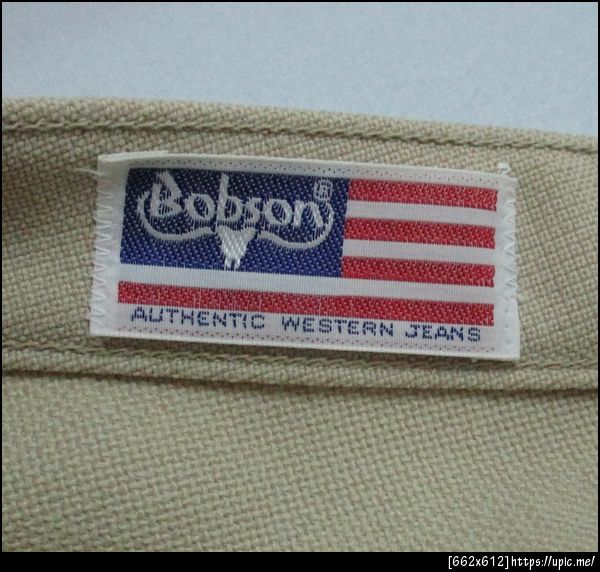 Bobson®
AUTHENTIC WESTERN JEANS
[662x612]https://upic.me/